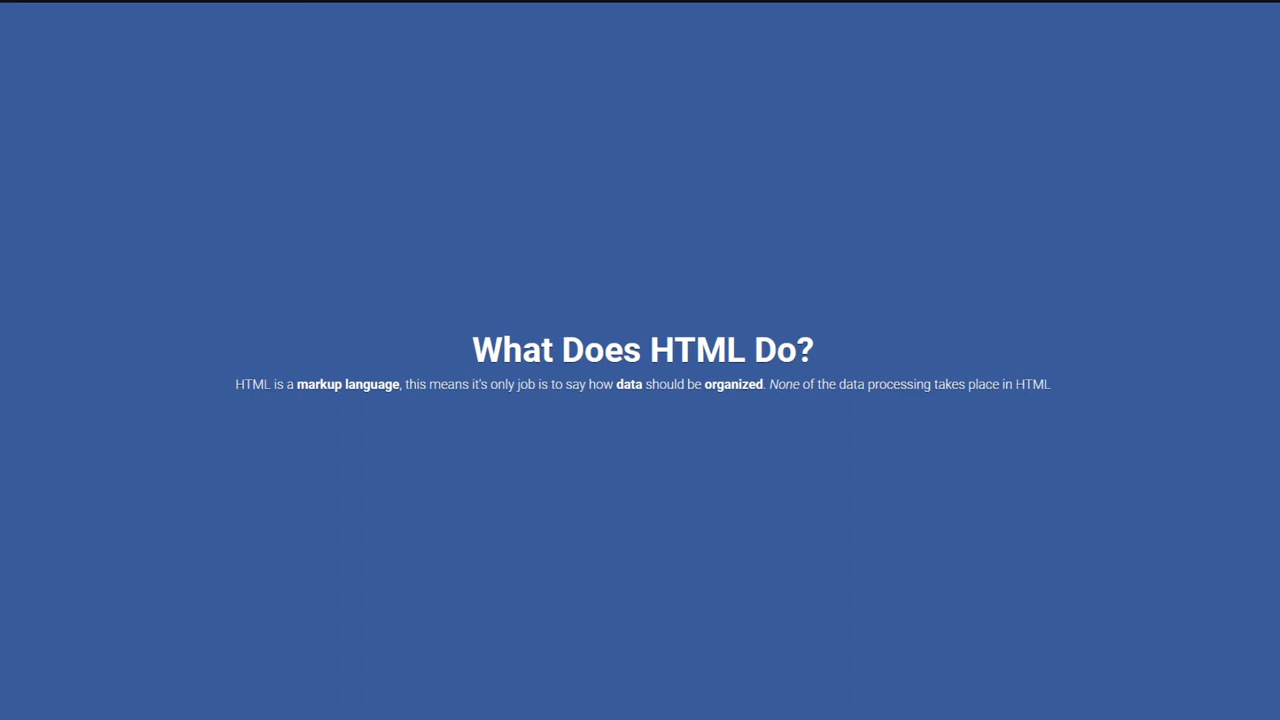 What Does HTML Do?
HTML is a markup language, this means it's only job is to say how data should be organized. None of the data processing takes place in HTML